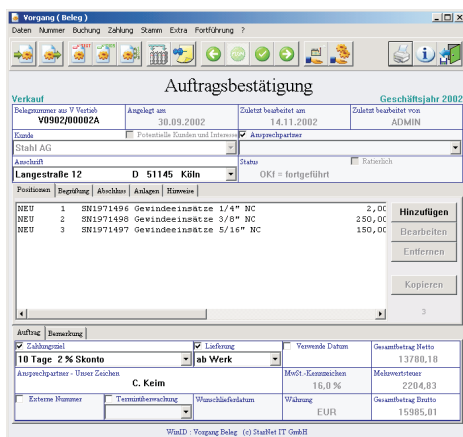 Vorgang ( Beleg )
Daten Nummer Buchung Zahlung Stamm Extra Fortführung ?
Auftragsbestätigung
Verkauf Geschäftsjahr 2002
Belegnummer aus V Vertieb Angelegt am Zuletzt bearbeitet am Zuletzt bearbeitet von
V0902/00002A 30.09.2002 14.11.2002 ADMIN
Kunde Potentielle Kunden und Interesse Ansprechpartner
Stahl AG
Anschrift Status Ratierlich
Langestraße 12 D 51145 Köln OKf = fortgeführt
Positionen Begrüßung Abschluss Anlagen Hinweise
NEU 1 SN1971496 Gewindeeinsätze 1/4" NC 2,00
NEU 2 SN1971498 Gewindeeinsätze 3/8" NC 250,00
NEU 3 SN1971497 Gewindeeinsätze 5/16" NC 150,00
Hinzufügen
Bearbeiten
Entfernen
Kopieren
3
Auftrag Bemerkung
Zahlungsziel Lieferung Verwende Datum Gesamtbetrag Netto
10 Tage 2 % Skonto ab Werk 13780,18
Ansprechpartner - Unser Zeichen MwSt.-Kennzeichen Mehrwertsteuer
C. Keim 16,0 % 2204,83
Externe Nummer Terminüberwachung Wunschlieferdatum Währung Gesamtbetrag Brutto
EUR 15985,01
WinID : Vorgang Beleg (c) StarNet IT GmbH